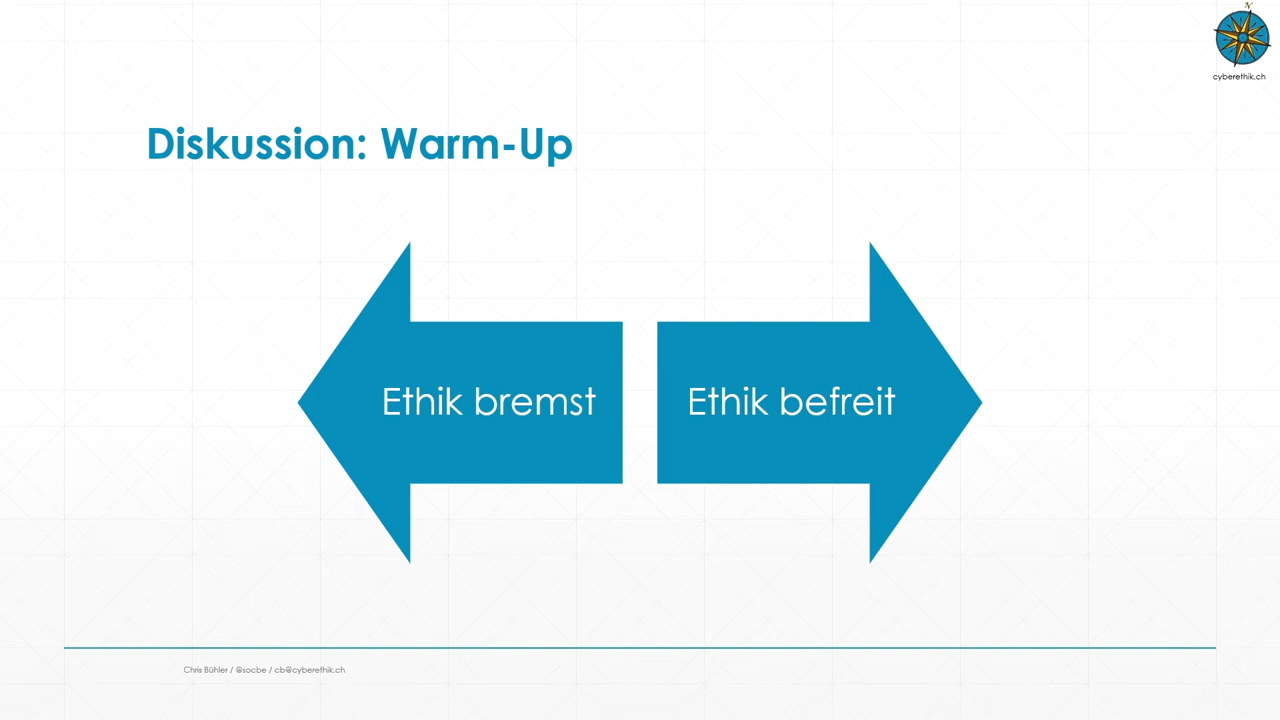 N
cyberethik.ch
Diskussion: Warm-Up
Ethik bremst
Ethik befreit
Chris Bühler / @socbe / cb@cyberethik.ch